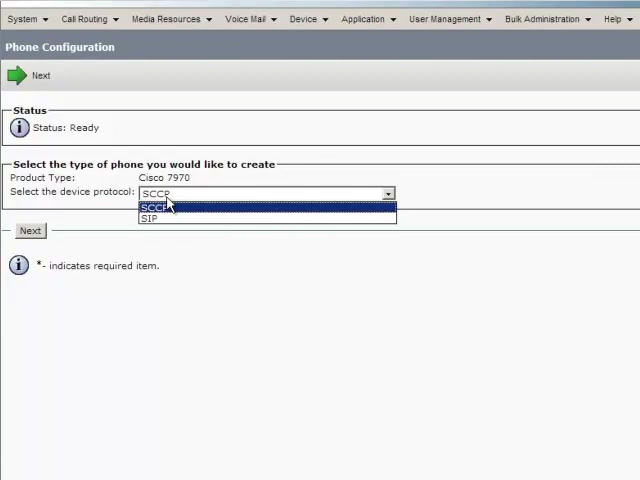 System Call Routing Media Resources Voice Mail Device Application User Management Bulk Administration Help
Phone Configuration
Next
Status
Status: Ready
Select the type of phone you would like to create
Product Type: Cisco 7970
Select the device protocol: SCCP
SCCP
SIP
Next
*- indicates required item.